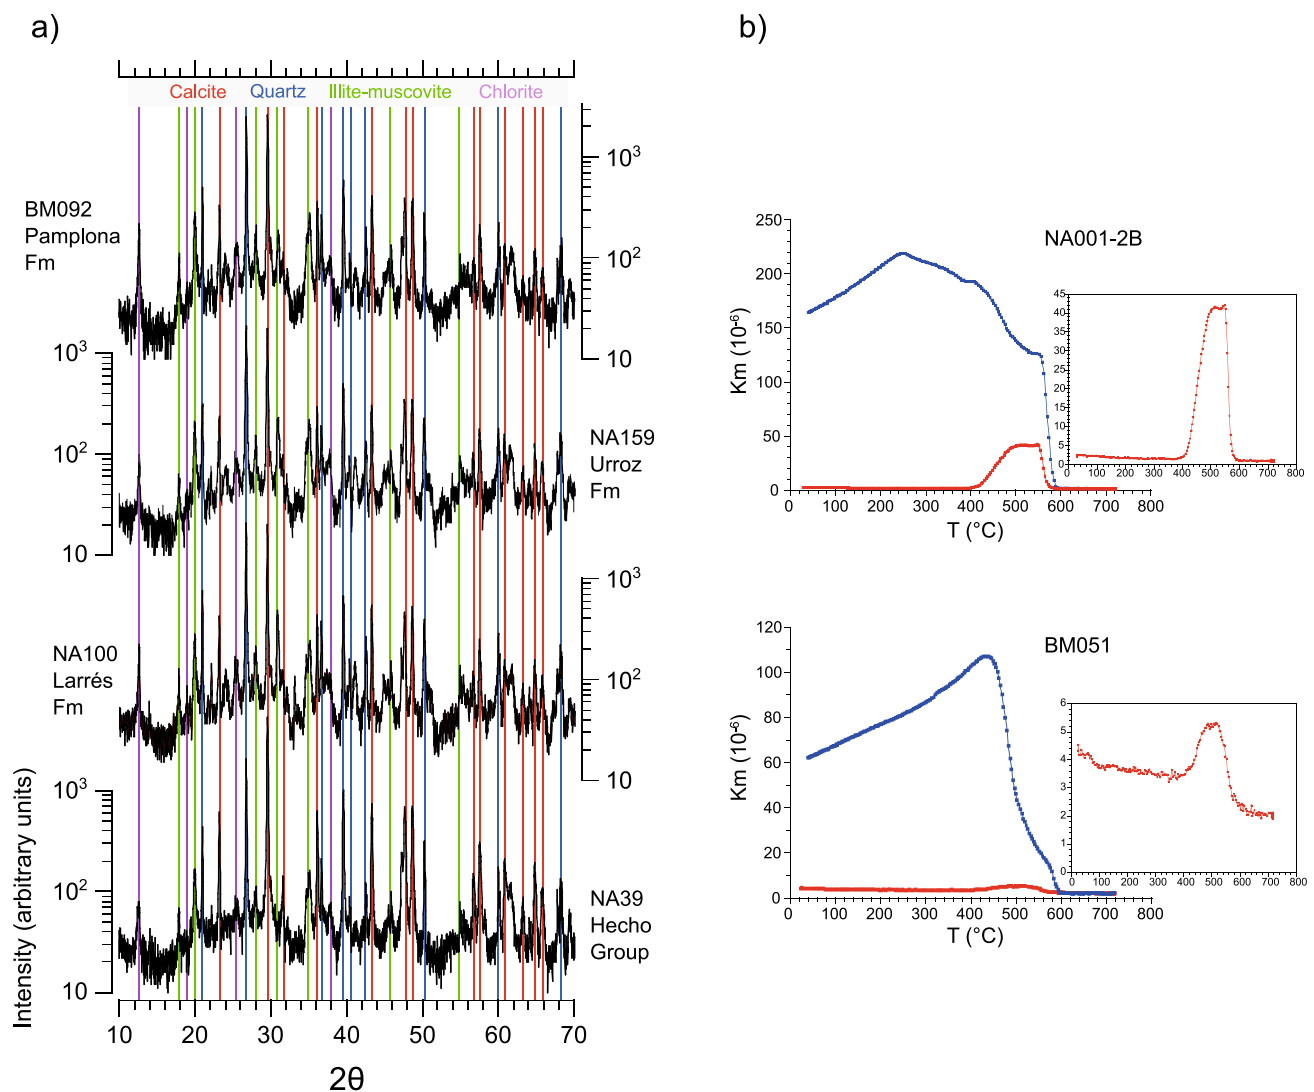 a)
Calcite Quartz Illite-muscovite Chlorite
BM092
Pamplona
Fm
10³
10²
10
NA159
Urroz
Fm
10³
10²
10
NA100
Larrés
Fm
10³
10²
10
NA39
Hecho
Group
10³
10²
10
Intensity (arbitrary units)
10 20 30 40 50 60 70
2θ
b)
NA001-2B
Km (10⁻⁶)
250
200
150
100
50
0
0 100 200 300 400 500 600 700 800
T (°C)
45
40
35
30
25
20
15
10
5
0
0 100 200 300 400 500 600 700 800
BM051
Km (10⁻⁶)
120
100
80
60
40
20
0
0 100 200 300 400 500 600 700 800
T (°C)
6
5
4
3
2
1
0
0 100 200 300 400 500 600 700 800